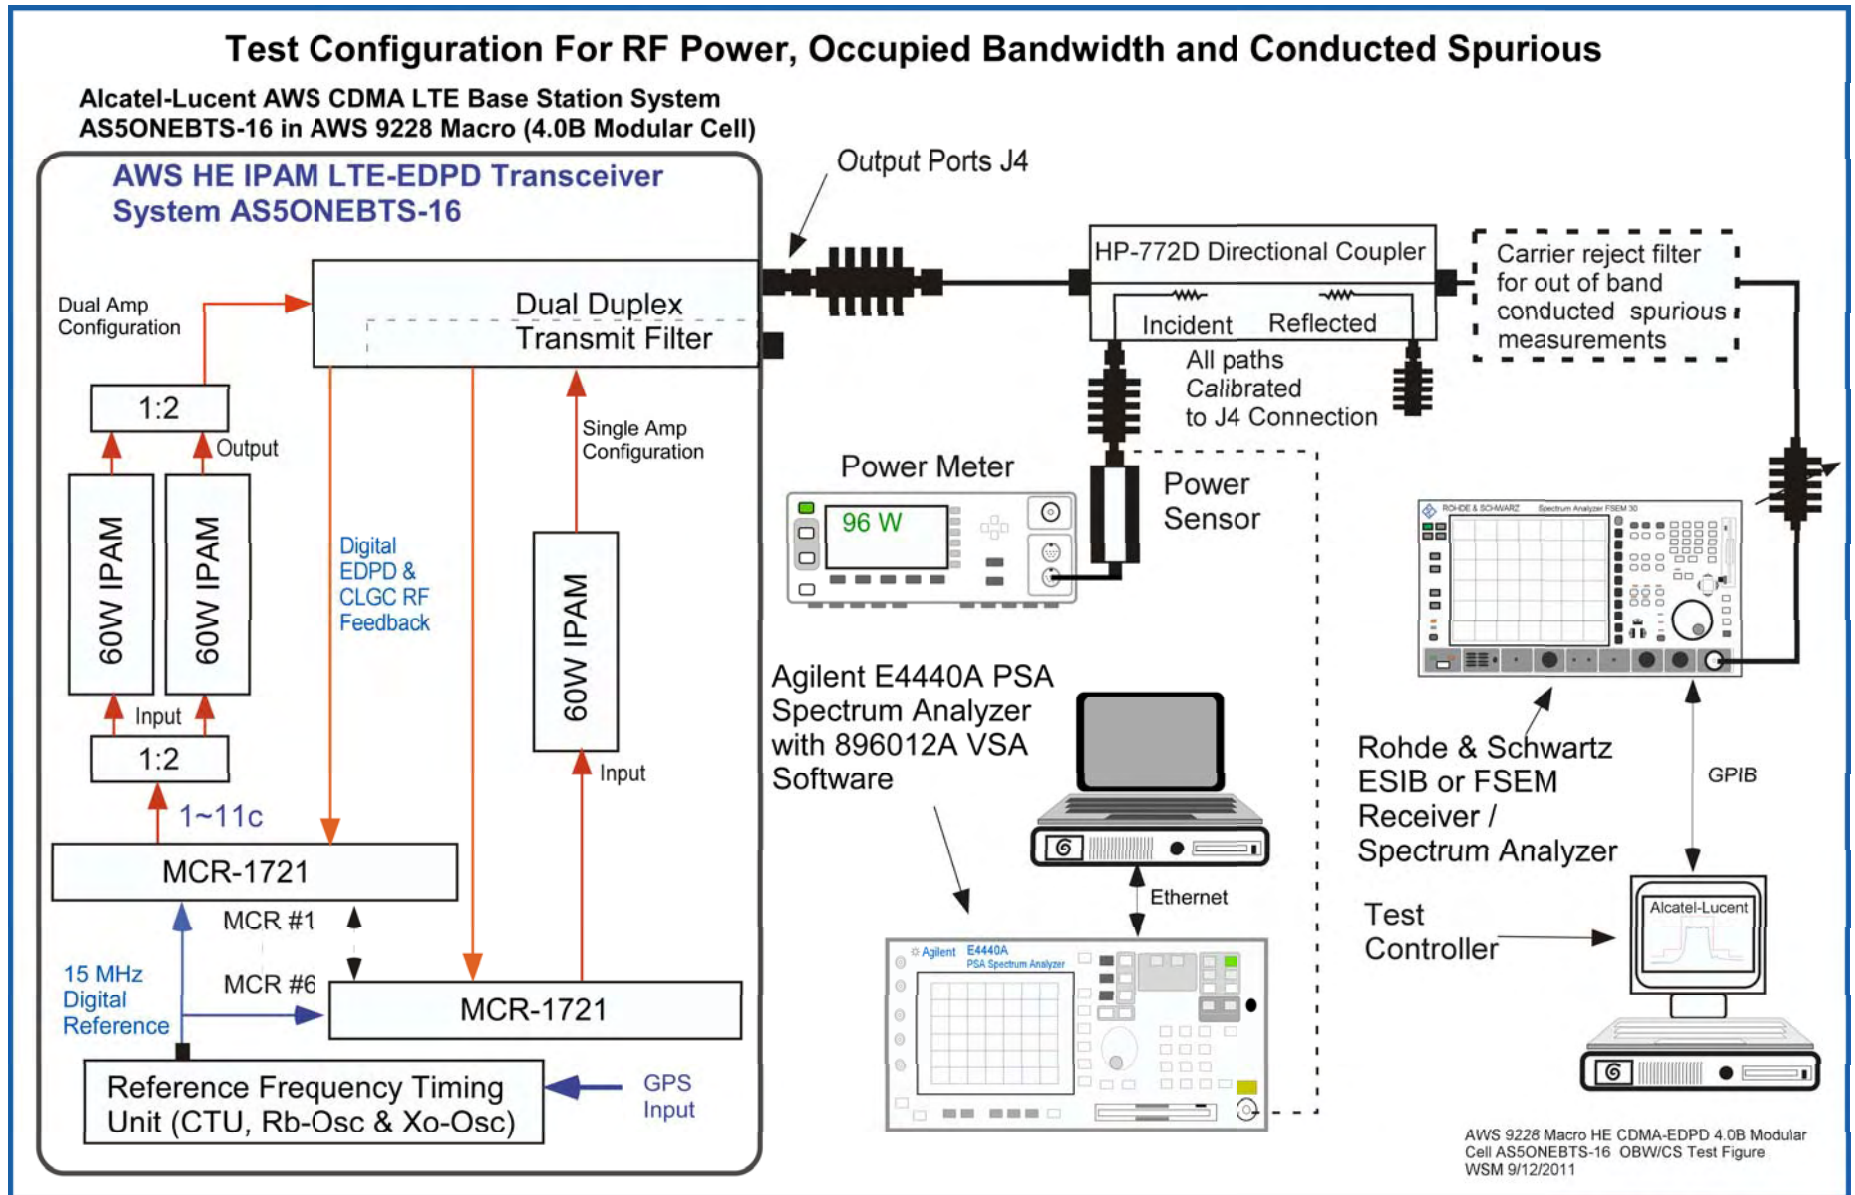 Test Configuration For RF Power, Occupied Bandwidth and Conducted Spurious
Alcatel-Lucent AWS CDMA LTE Base Station System
AS5ONEBTS-16 in AWS 9228 Macro (4.0B Modular Cell)
AWS HE IPAM LTE-EDPD Transceiver
System AS5ONEBTS-16
Output Ports J4
Dual Amp
Configuration
Dual Duplex
Transmit Filter
HP-772D Directional Coupler
Incident
Reflected
Carrier reject filter
for out of band
conducted spurious
measurements
All paths
Calibrated
to J4 Connection
1:2
Output
Single Amp
Configuration
60W IPAM
60W IPAM
60W IPAM
Digital
EDPD &
CLGC RF
Feedback
Power Meter
96 W
Power
Sensor
ROHDE & SCHWARZ
Spectrum Analyzer FSEM 30
Input
1:2
Input
1~11c
MCR-1721
MCR #1
MCR #6
MCR-1721
15 MHz
Digital
Reference
Reference Frequency Timing
Unit (CTU, Rb-Osc & Xo-Osc)
GPS
Input
Agilent E4440A PSA
Spectrum Analyzer
with 896012A VSA
Software
Ethernet
Agilent
E4440A
PSA Spectrum Analyzer
Rohde & Schwartz
ESIB or FSEM
Receiver /
Spectrum Analyzer
GPIB
Test
Controller
Alcatel-Lucent
AWS 9228 Macro HE CDMA-EDPD 4.0B Modular
Cell AS5ONEBTS-16 OBW/CS Test Figure
WSM 9/12/2011